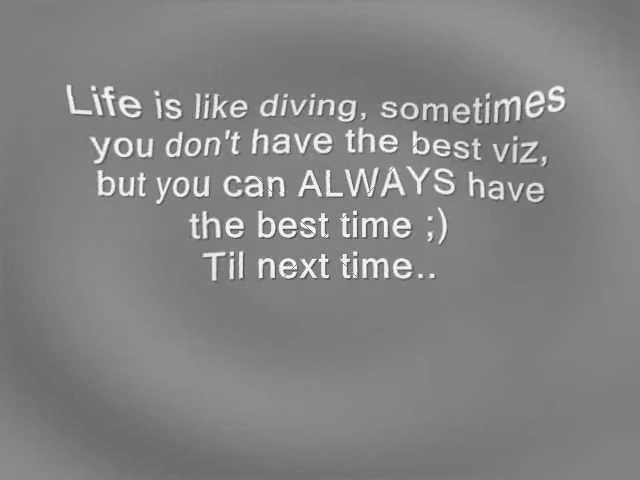 Life is like diving, sometimes
you don't have the best viz,
but you can ALWAYS have
the best time ;)
Til next time..